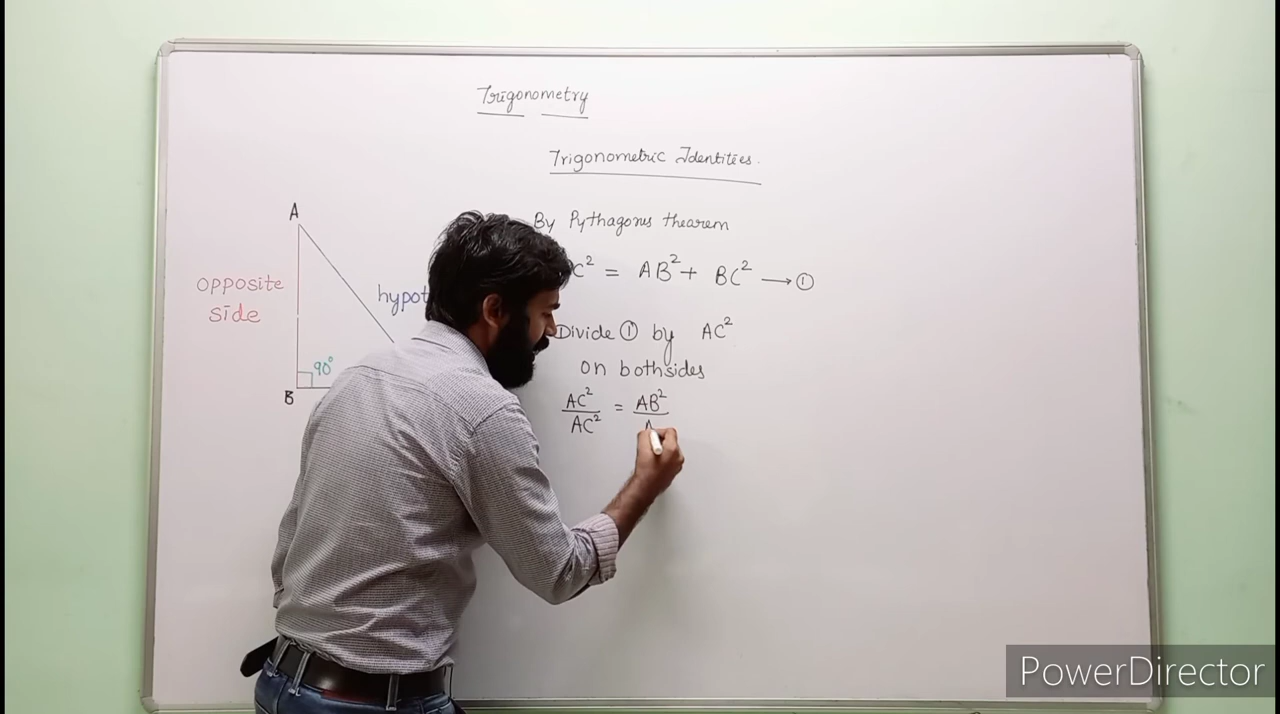 Trigonometry
Trigonometric Identities.
By Pythagorus thearem
C² = AB² + BC² → ①
A
opposite
side
hypot
Divide ① by AC²
on bothsides
90°
B
AC²/AC² = AB²/A
PowerDirector